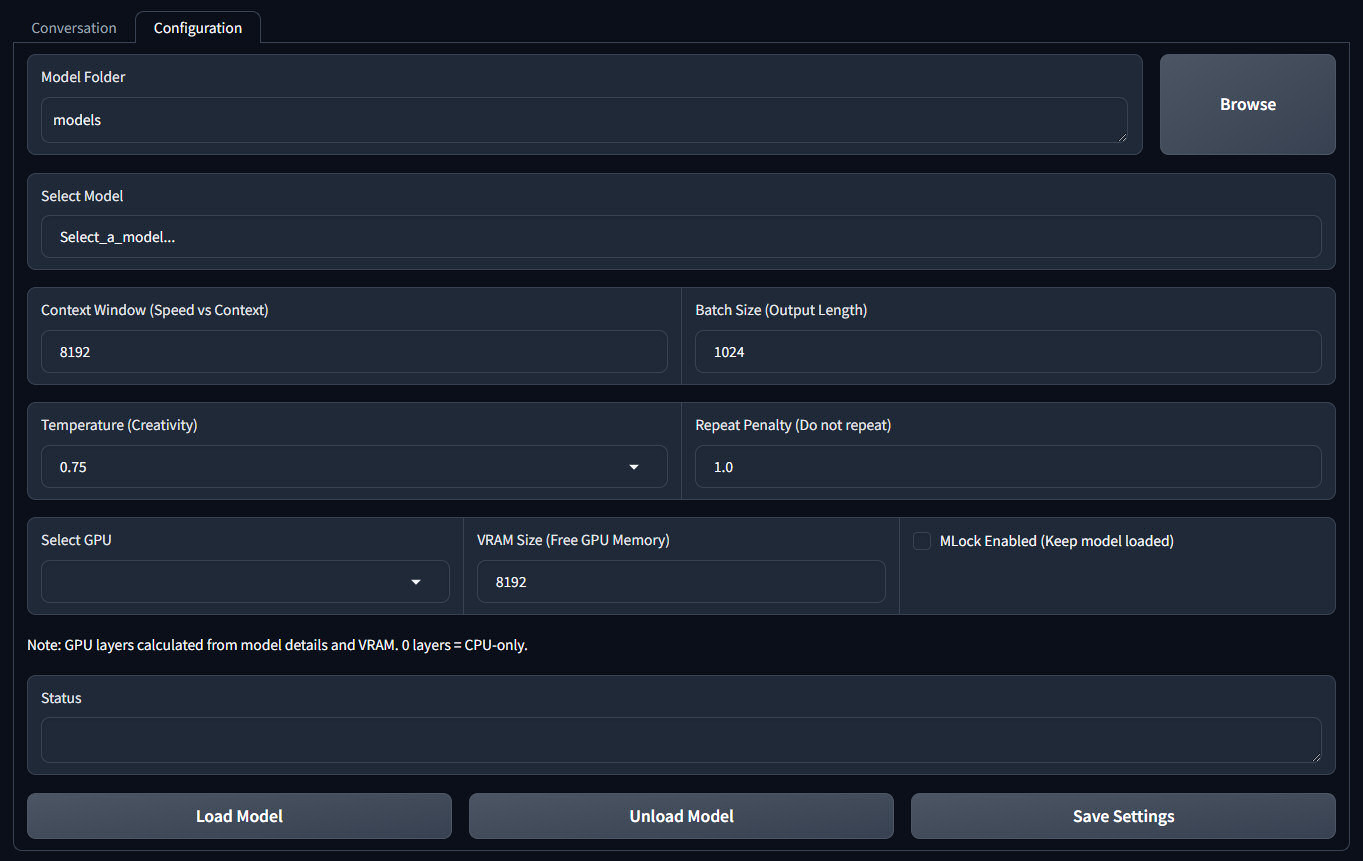 Conversation
Configuration
Model Folder
models
Browse
Select Model
Select_a_model...
Context Window (Speed vs Context)
8192
Batch Size (Output Length)
1024
Temperature (Creativity)
0.75
Repeat Penalty (Do not repeat)
1.0
Select GPU
VRAM Size (Free GPU Memory)
8192
MLock Enabled (Keep model loaded)
Note: GPU layers calculated from model details and VRAM. 0 layers = CPU-only.
Status
Load Model
Unload Model
Save Settings